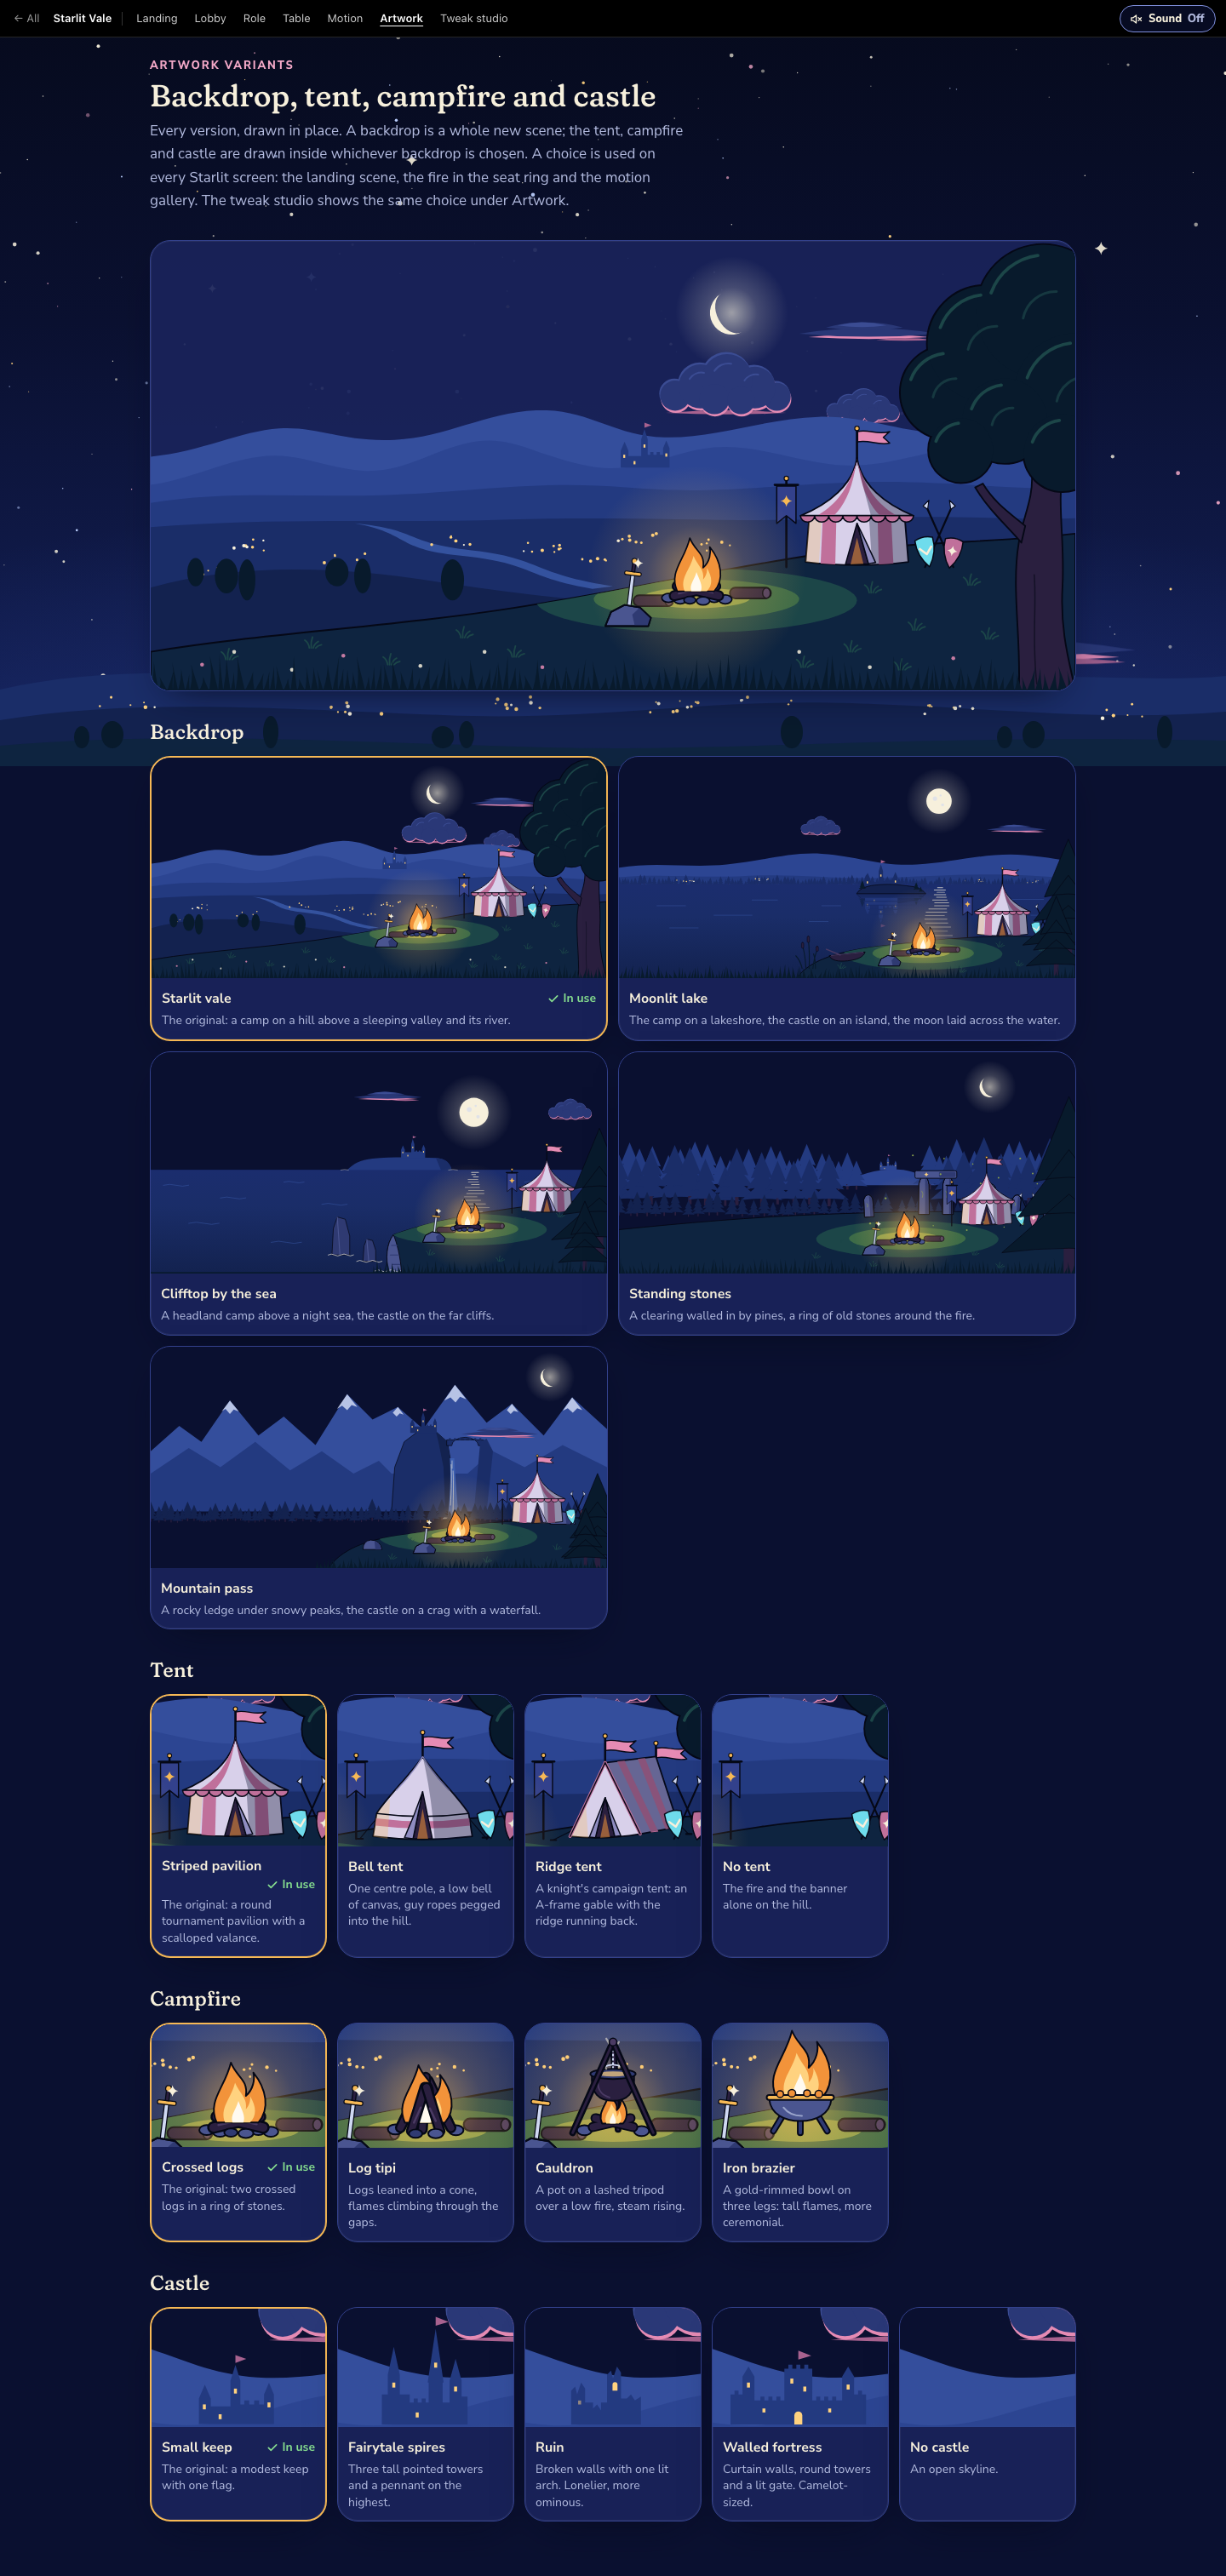 ← All Starlit Vale Landing Lobby Role Table Motion Artwork Tweak studio Sound Off
ARTWORK VARIANTS
Backdrop, tent, campfire and castle
Every version, drawn in place. A backdrop is a whole new scene; the tent, campfire
and castle are drawn inside whichever backdrop is chosen. A choice is used on
every Starlit screen: the landing scene, the fire in the seat ring and the motion
gallery. The tweak studio shows the same choice under Artwork.
Backdrop
Starlit vale ✓ In use
The original: a camp on a hill above a sleeping valley and its river.
Moonlit lake
The camp on a lakeshore, the castle on an island, the moon laid across the water.
Clifftop by the sea
A headland camp above a night sea, the castle on the far cliffs.
Standing stones
A clearing walled in by pines, a ring of old stones around the fire.
Mountain pass
A rocky ledge under snowy peaks, the castle on a crag with a waterfall.
Tent
Striped pavilion
✓ In use
The original: a round
tournament pavilion with a
scalloped valance.
Bell tent
One centre pole, a low bell
of canvas, guy ropes pegged
into the hill.
Ridge tent
A knight's campaign tent: an
A-frame gable with the
ridge running back.
No tent
The fire and the banner
alone on the hill.
Campfire
Crossed logs ✓ In use
The original: two crossed
logs in a ring of stones.
Log tipi
Logs leaned into a cone,
flames climbing through the
gaps.
Cauldron
A pot on a lashed tripod
over a low fire, steam rising.
Iron brazier
A gold-rimmed bowl on
three legs: tall flames, more
ceremonial.
Castle
Small keep ✓ In use
The original: a modest keep
with one flag.
Fairytale spires
Three tall pointed towers
and a pennant on the
highest.
Ruin
Broken walls with one lit
arch. Lonelier, more
ominous.
Walled fortress
Curtain walls, round towers
and a lit gate. Camelot-
sized.
No castle
An open skyline.